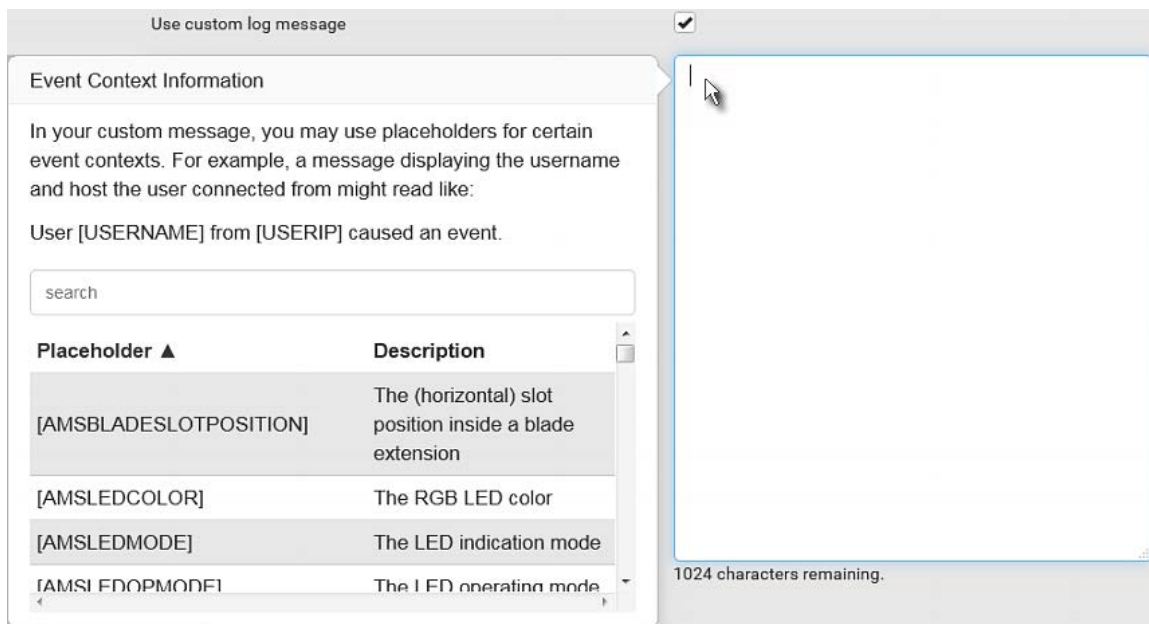 Use custom log message
Event Context Information
In your custom message, you may use placeholders for certain
event contexts. For example, a message displaying the username
and host the user connected from might read like:
User [USERNAME] from [USERIP] caused an event.
search
Placeholder ▲ Description
[AMSBLADESLOTPOSITION] The (horizontal) slot
position inside a blade
extension
[AMSLEDCOLOR] The RGB LED color
[AMSLEDMODE] The LED indication mode
[AMSLEDOPMODE] The LED operating mode
1024 characters remaining.